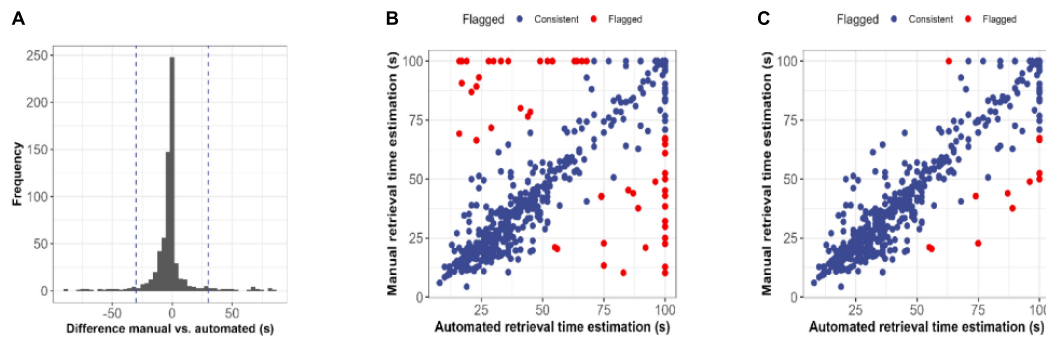 A
Frequency
250
200
150
100
50
0
-50 0 50
Difference manual vs. automated (s)
B
Flagged Consistent Flagged
Manual retrieval time estimation (s)
100
75
50
25
0
25 50 75 100
Automated retrieval time estimation (s)
C
Flagged Consistent Flagged
Manual retrieval time estimation (s)
100
75
50
25
0
25 50 75 100
Automated retrieval time estimation (s)